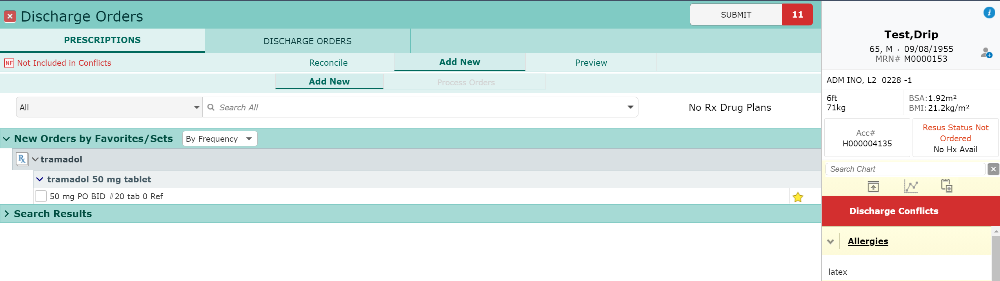 Discharge Orders
SUBMIT 11
PRESCRIPTIONS DISCHARGE ORDERS
NF Not Included in Conflicts Reconcile Add New Preview
Add New Process Orders
All Search All No Rx Drug Plans
New Orders by Favorites/Sets By Frequency
Rx tramadol
tramadol 50 mg tablet
50 mg PO BID #20 tab 0 Ref
Search Results
i
Test,Drip
65, M · 09/08/1955
MRN# M0000153
ADM INO, L2 0228 -1
6ft BSA:1.92m²
71kg BMI:21.2kg/m²
Acc#
H000004135
Resus Status Not
Ordered
No Hx Avail
Search Chart
Discharge Conflicts
Allergies
latex